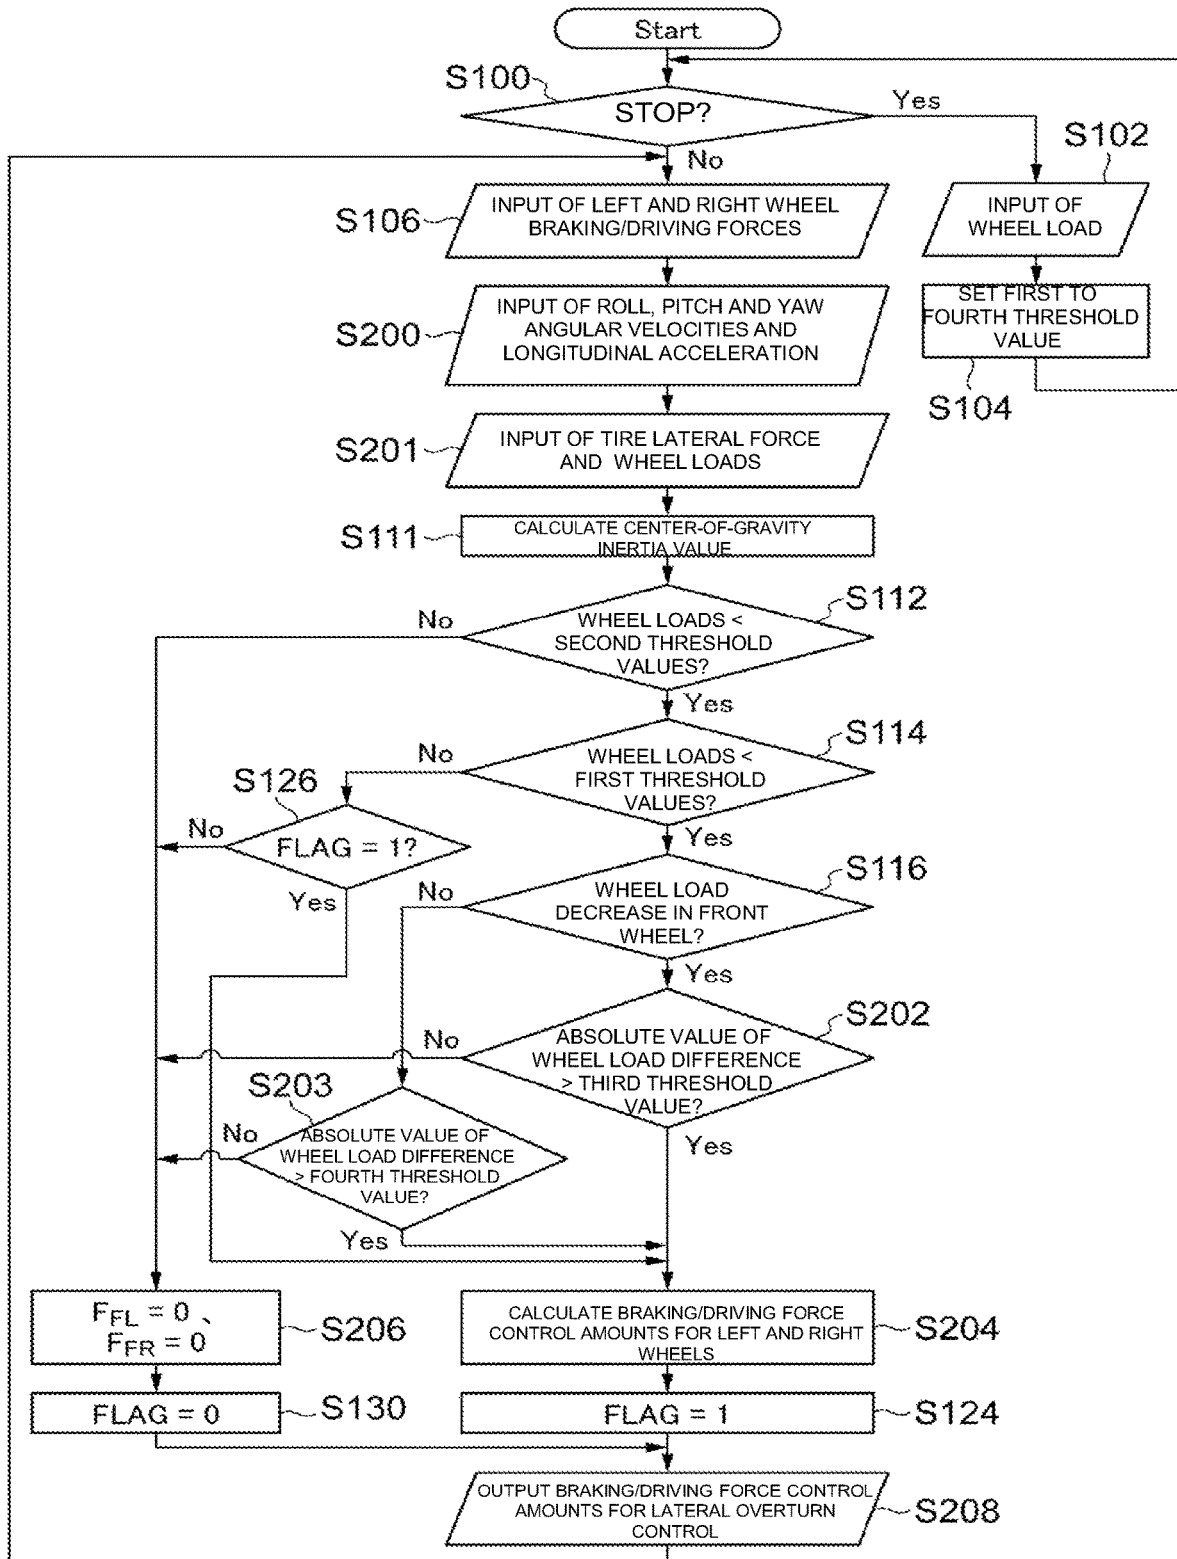 Start
S100
STOP?
Yes
No
S102
INPUT OF
WHEEL LOAD
SET FIRST TO
FOURTH THRESHOLD
VALUE
S104
S106
INPUT OF LEFT AND RIGHT WHEEL
BRAKING/DRIVING FORCES
S200
INPUT OF ROLL, PITCH AND YAW
ANGULAR VELOCITIES AND
LONGITUDINAL ACCELERATION
S201
INPUT OF TIRE LATERAL FORCE
AND WHEEL LOADS
S111
CALCULATE CENTER-OF-GRAVITY
INERTIA VALUE
S112
No
WHEEL LOADS <
SECOND THRESHOLD
VALUES?
Yes
S114
No
WHEEL LOADS <
FIRST THRESHOLD
VALUES?
Yes
S126
No
FLAG = 1?
Yes
S116
No
WHEEL LOAD
DECREASE IN FRONT
WHEEL?
Yes
S202
No
ABSOLUTE VALUE OF
WHEEL LOAD DIFFERENCE
> THIRD THRESHOLD
VALUE?
Yes
S203
No
ABSOLUTE VALUE OF
WHEEL LOAD DIFFERENCE
> FOURTH THRESHOLD
VALUE?
Yes
FFL = 0 、
FFR = 0
S206
CALCULATE BRAKING/DRIVING FORCE
CONTROL AMOUNTS FOR LEFT AND RIGHT
WHEELS
S204
FLAG = 0
S130
FLAG = 1
S124
OUTPUT BRAKING/DRIVING FORCE CONTROL
AMOUNTS FOR LATERAL OVERTURN
CONTROL
S208